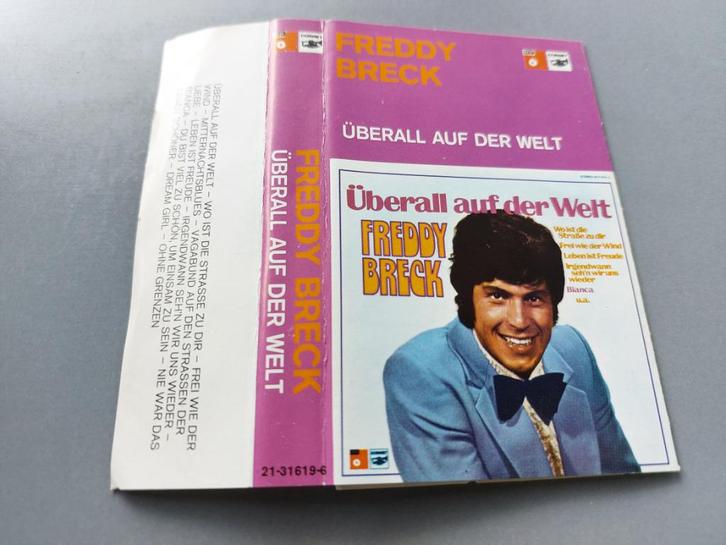 FREDDY
BRECK
ÜBERALL AUF DER WELT
Überall auf der Welt
FREDDY
BRECK
Wo ist die
Straße zu dir
Frei wie der Wind
Leben ist Freude
Irgendwann
seh'n wir uns
wieder
Bianca
u.a.
FREDDY BRECK
ÜBERALL AUF DER WELT
21-31619-6
ÜBERALL AUF DER WELT – WO IST DIE STRASSE ZU DIR – FREI WIE DER
WIND – MITTERNACHTSBLUES – VAGABUND AUF DEN STRASSEN DER
LIEBE – LEBEN IST FREUDE – IRGENDWANN SEH'N WIR UNS WIEDER –
BIANCA – DU BIST VIEL ZU SCHÖN, UM EINSAM ZU SEIN – NIE WAR DAS
SCHÖNER – DREAM GIRL – OHNE GRENZEN